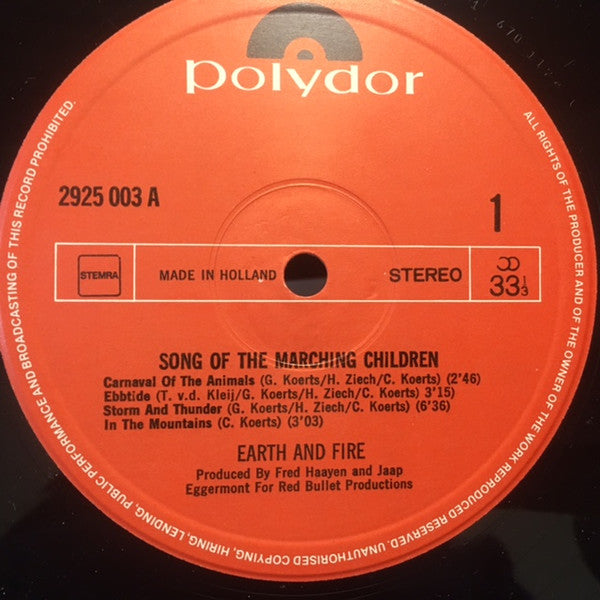 polydor
2925 003 A
1
STEMRA
MADE IN HOLLAND
STEREO
33 1/3
SONG OF THE MARCHING CHILDREN
Carnaval Of The Animals (G. Koerts/H. Ziech/C. Koerts) (2'46)
Ebbtide (T. v.d. Kleij/G. Koerts/H. Ziech/C. Koerts) 3'15)
Storm And Thunder (G. Koerts/H. Ziech/C. Koerts) (6'36)
In The Mountains (C. Koerts) (3'03)
EARTH AND FIRE
Produced By Fred Haayen and Jaap
Eggermont For Red Bullet Productions
ALL RIGHTS OF THE PRODUCER AND OF THE OWNER OF THE WORK REPRODUCED RESERVED. UNAUTHORISED COPYING, HIRING, LENDING, PUBLIC PERFORMANCE AND BROADCASTING OF THIS RECORD PROHIBITED.